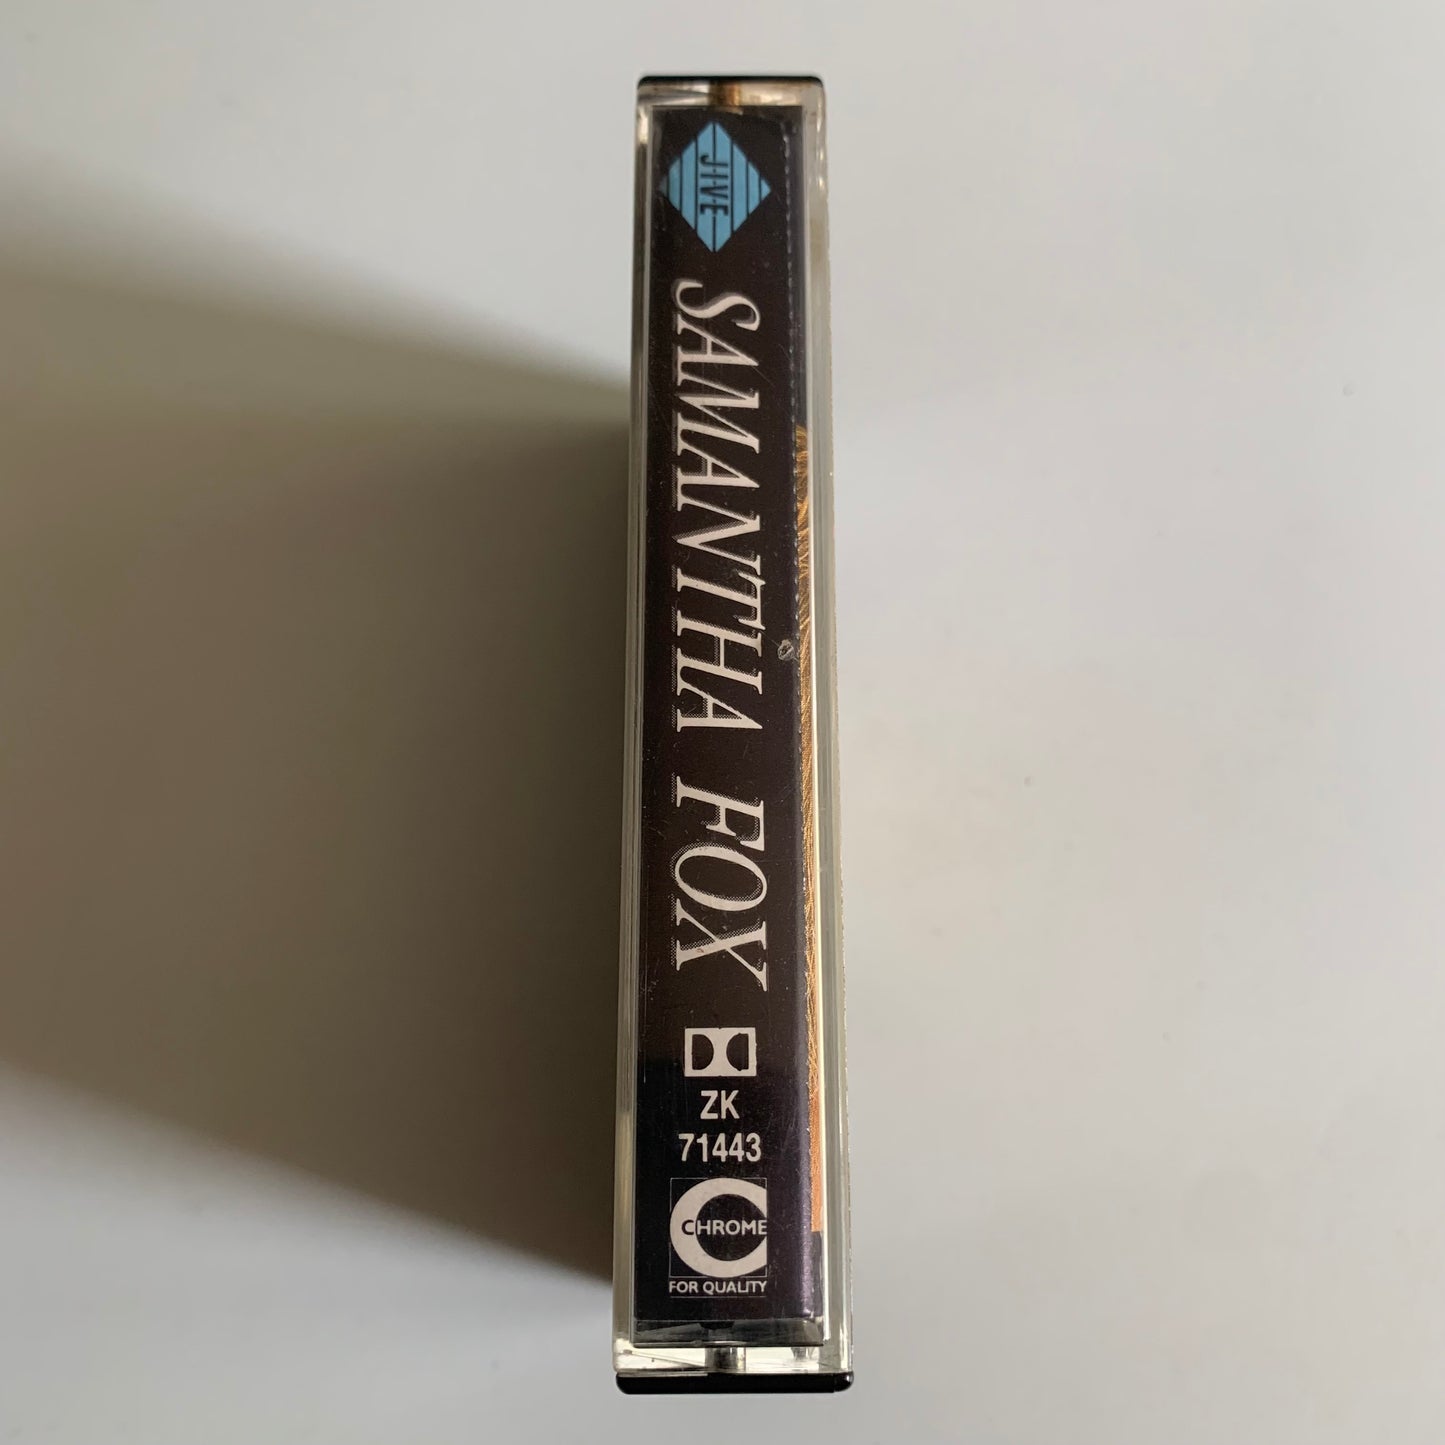 JIVE
SAMANTHA FOX
ZK
71443
CHROME
FOR QUALITY